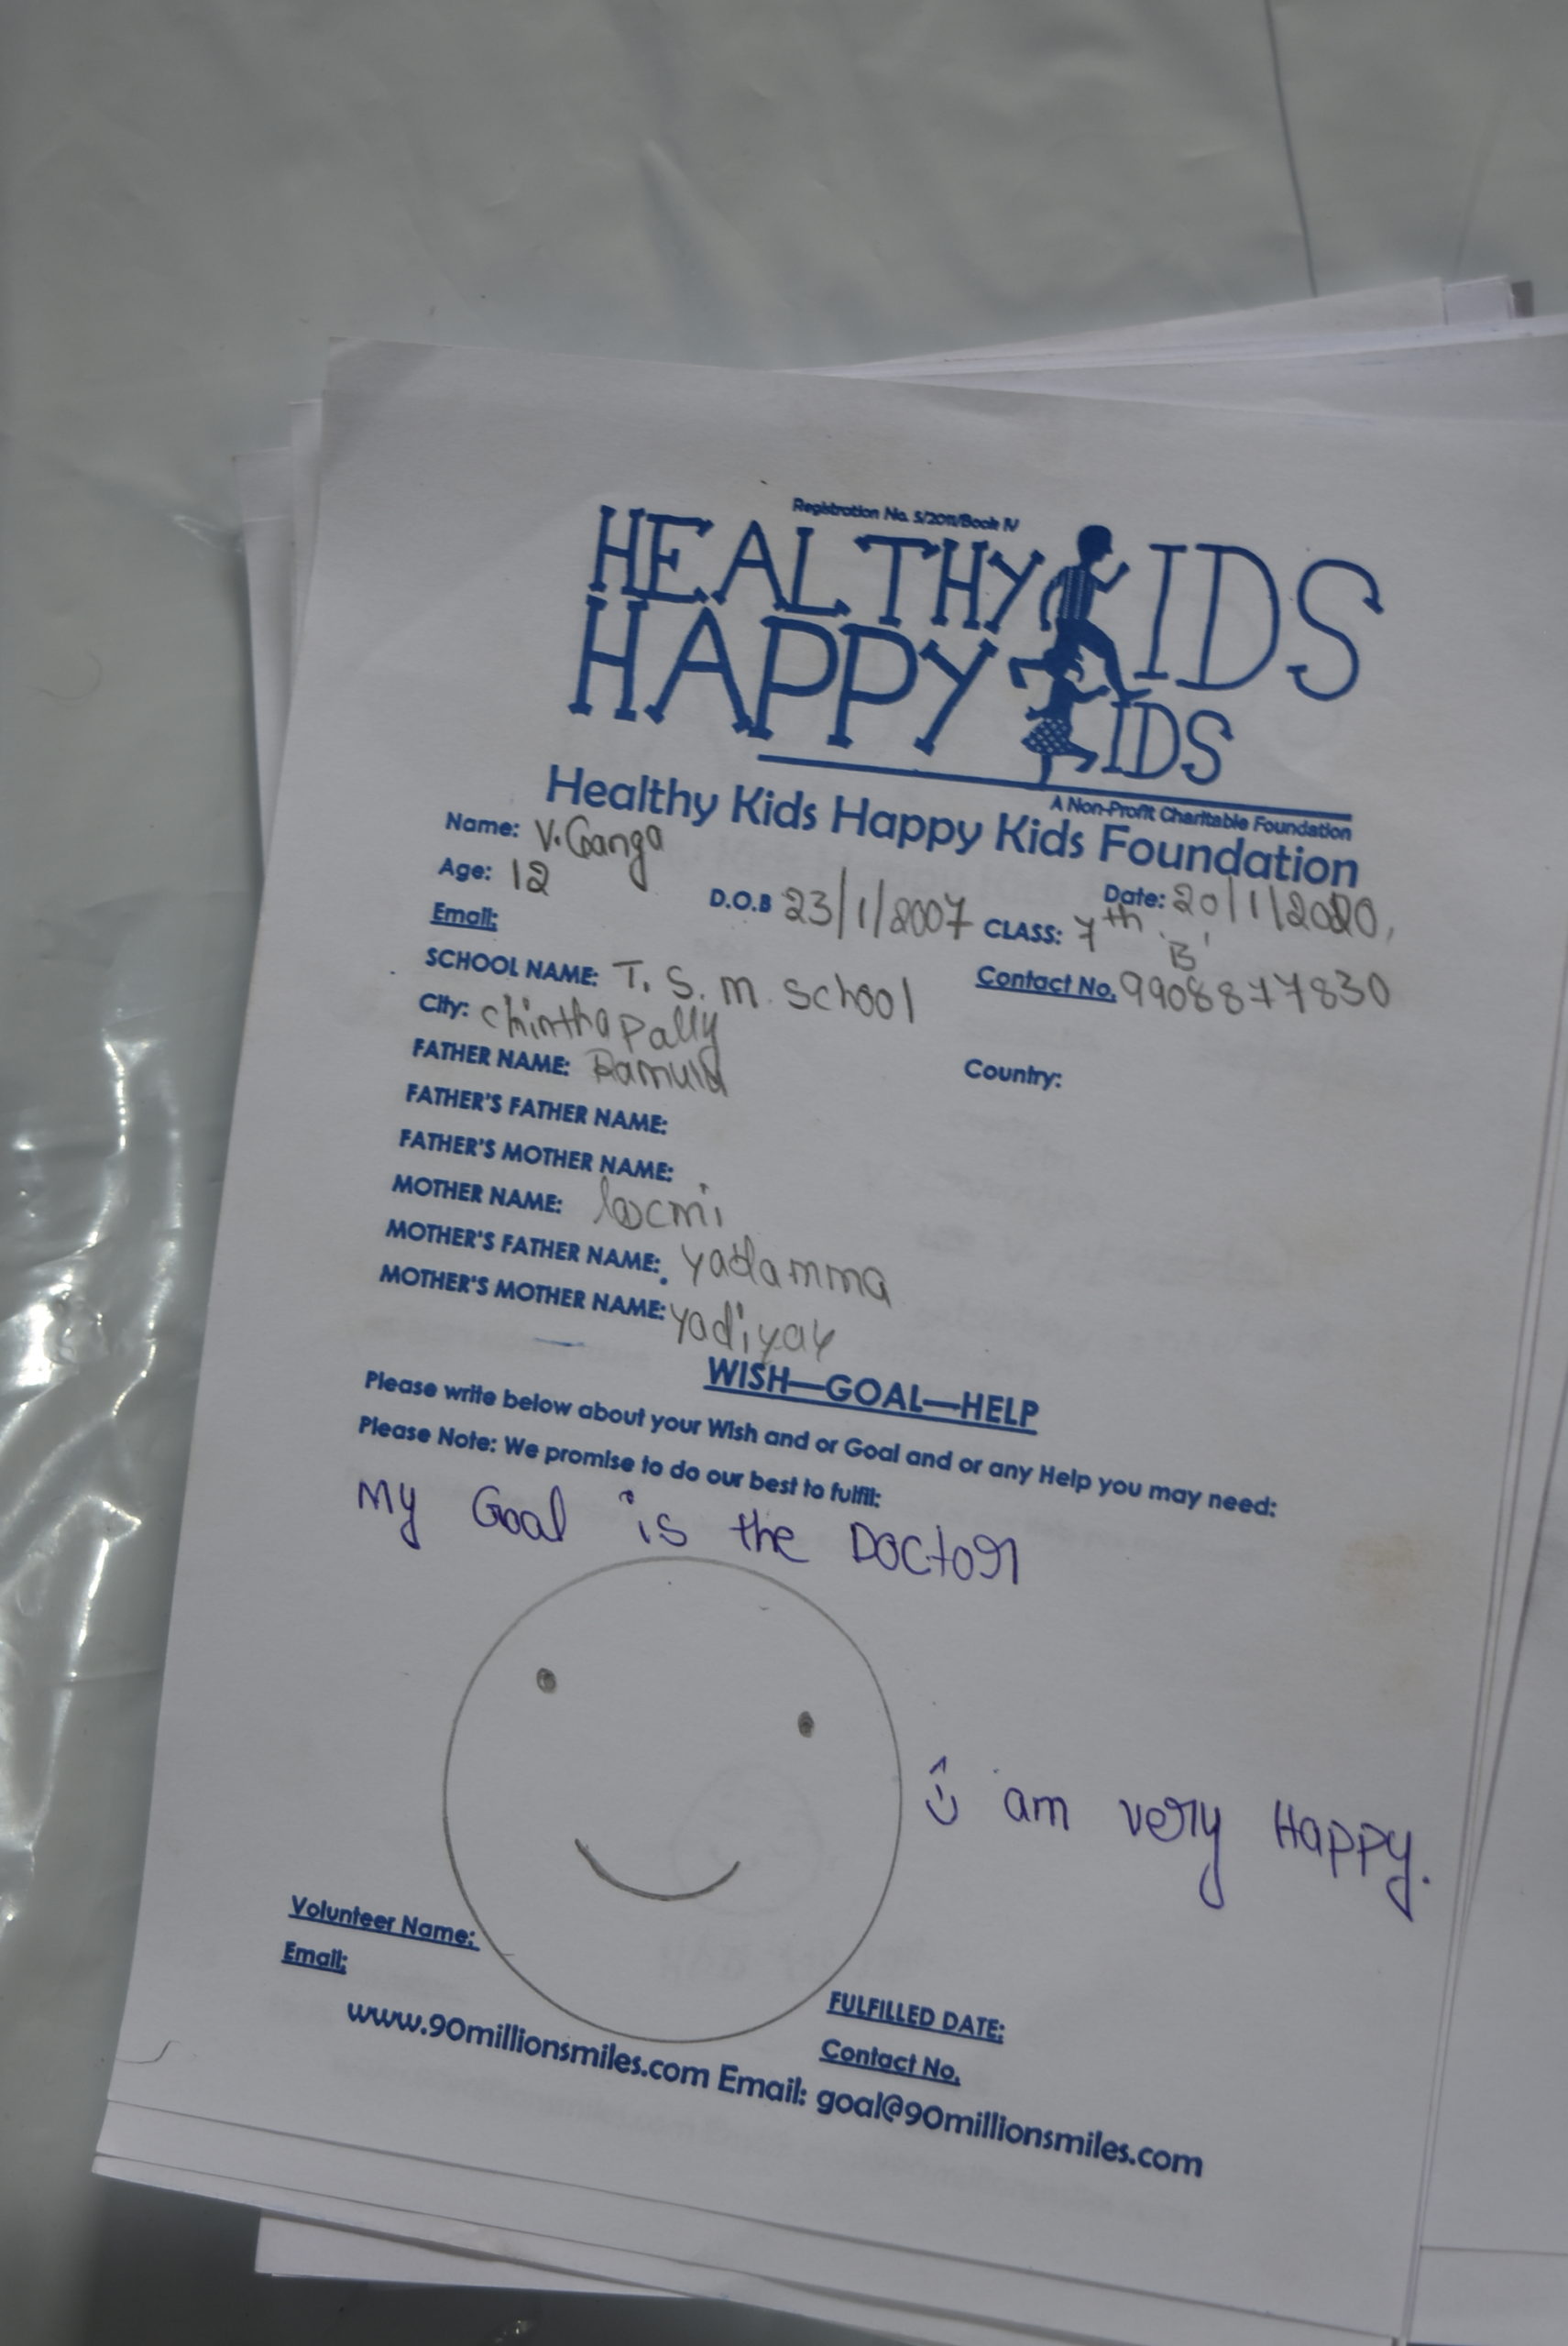 Registration No. 5/2011/Book IV
HEALTHY KIDS
HAPPY KIDS
A Non-Profit Charitable Foundation
Healthy Kids Happy Kids Foundation
Name: V. Ganga
Date: 20/1/2020,
Age: 12 D.O.B 23/1/2007 CLASS: 7th 'B'
Email:
Contact No. 9908877830
SCHOOL NAME: T. S. m. school
City: chinthapally
Country:
FATHER NAME: Ramulu
FATHER'S FATHER NAME:
FATHER'S MOTHER NAME:
MOTHER NAME: laxmi
MOTHER'S FATHER NAME: yadamma
MOTHER'S MOTHER NAME: yadiyay
WISH—GOAL—HELP
Please write below about your Wish and or Goal and or any Help you may need:
Please Note: We promise to do our best to fulfil:
My Goal is the Doctor
i am very Happy.
Volunteer Name:
Email:
FULFILLED DATE:
Contact No.
www.90millionsmiles.com Email: goal@90millionsmiles.com